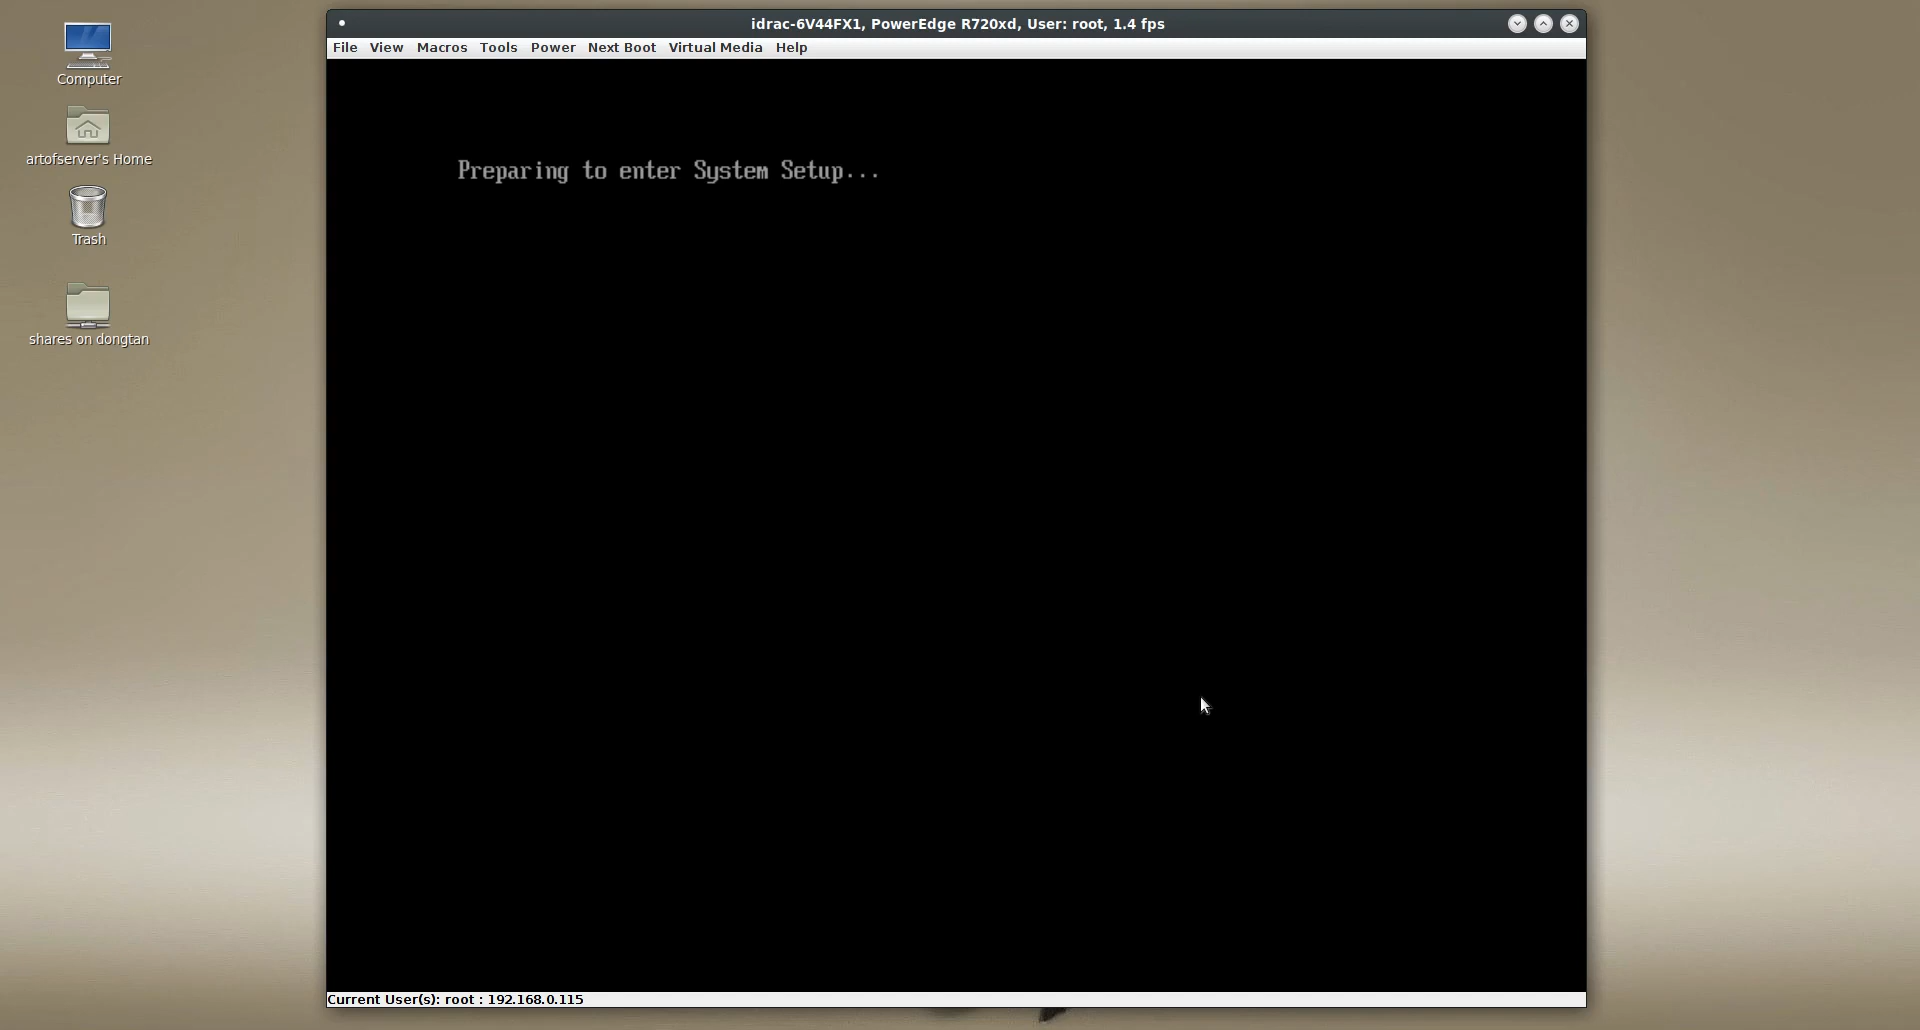 idrac-6V44FX1, PowerEdge R720xd, User: root, 1.4 fps
File View Macros Tools Power Next Boot Virtual Media Help
Computer
artofserver's Home
Trash
shares on dongtan
Preparing to enter System Setup...
Current User(s): root : 192.168.0.115